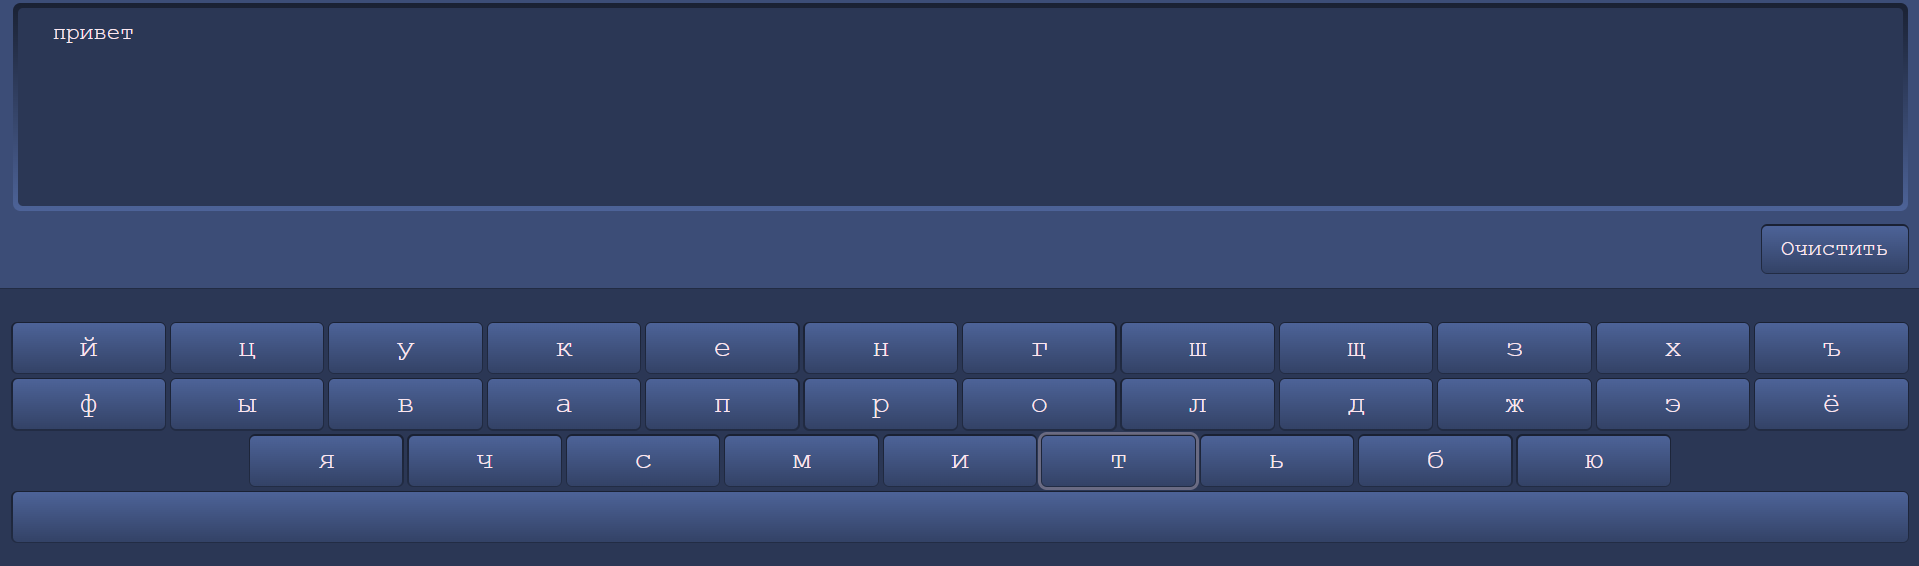 привет
Очистить
й ц у к е н г ш щ з х ъ
ф ы в а п р о л д ж э ё
я ч с м и т ь б ю